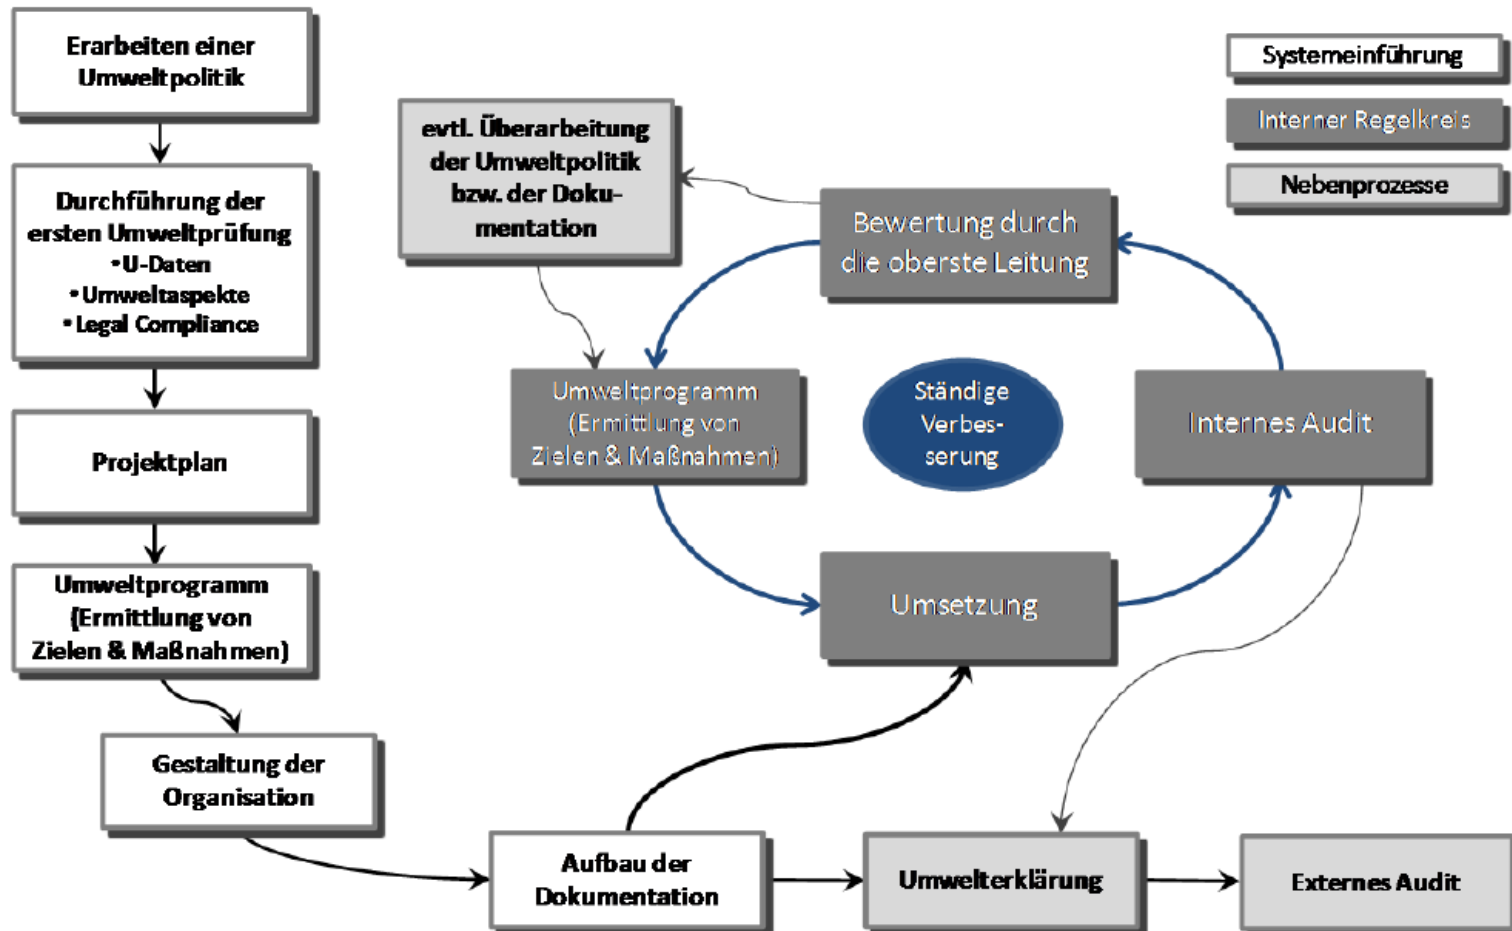 Erarbeiten einer
Umweltpolitik
Durchführung der
ersten Umweltprüfung
• U-Daten
• Umweltaspekte
• Legal Compliance
Projektplan
Umweltprogramm
(Ermittlung von
Zielen & Maßnahmen)
Gestaltung der
Organisation
Aufbau der
Dokumentation
Umwelterklärung
Externes Audit
evtl. Überarbeitung
der Umweltpolitik
bzw. der Doku-
mentation
Bewertung durch
die oberste Leitung
Umweltprogramm
(Ermittlung von
Zielen & Maßnahmen)
Ständige
Verbes-
serung
Internes Audit
Umsetzung
Systemeinführung
Interner Regelkreis
Nebenprozesse